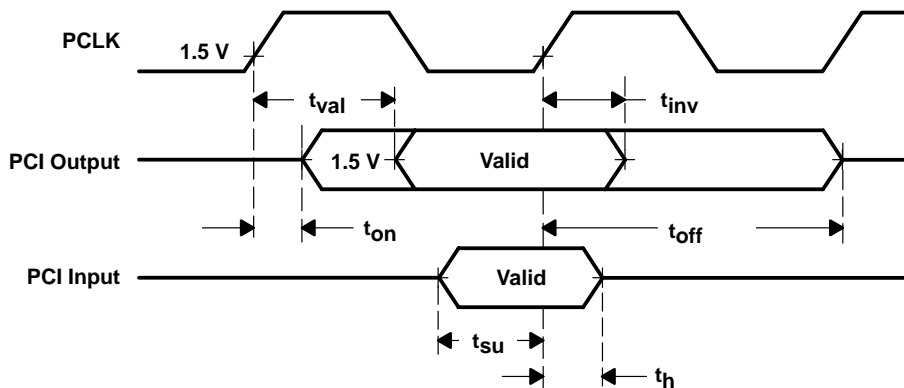 PCLK
1.5 V
tval
tinv
PCI Output
1.5 V
Valid
ton
toff
PCI Input
Valid
tsu
th